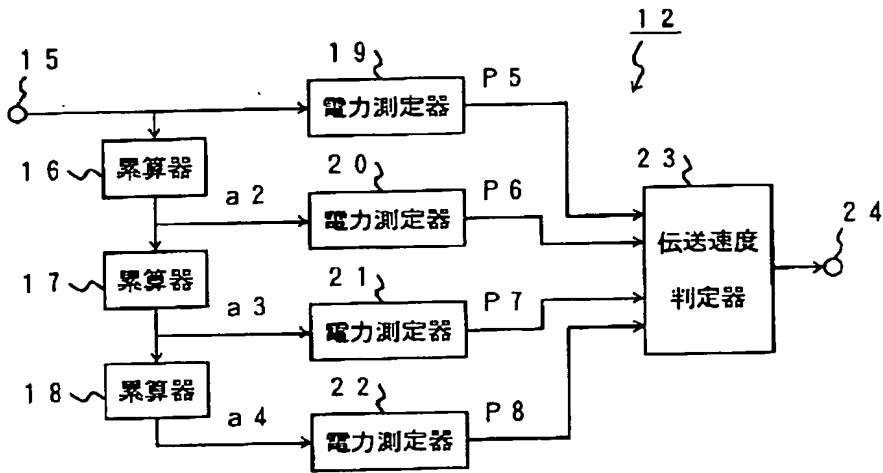 12
15
19
P5
電力測定器
16
累算器
20
P6
23
a2
電力測定器
24
伝送速度
判定器
17
累算器
21
P7
a3
電力測定器
18
累算器
22
P8
a4
電力測定器